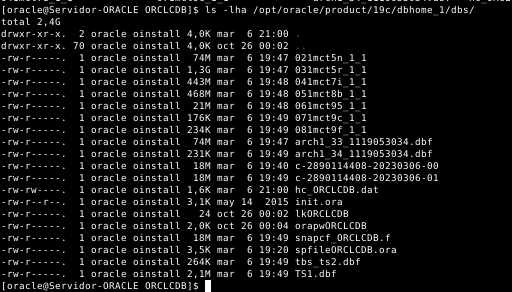 [oracle@Servidor-ORACLE ORCLCDB]$ ls -lha /opt/oracle/product/19c/dbhome_1/dbs/
total 2,4G
drwxr-xr-x.  2 oracle oinstall 4,0K mar  6 21:00 .
drwxr-xr-x. 70 oracle oinstall 4,0K oct 26 00:02 ..
-rw-r-----.  1 oracle oinstall  74M mar  6 19:47 021mct5n_1_1
-rw-r-----.  1 oracle oinstall 1,3G mar  6 19:47 031mct5r_1_1
-rw-r-----.  1 oracle oinstall 443M mar  6 19:48 041mct7i_1_1
-rw-r-----.  1 oracle oinstall 468M mar  6 19:48 051mct8b_1_1
-rw-r-----.  1 oracle oinstall  21M mar  6 19:48 061mct95_1_1
-rw-r-----.  1 oracle oinstall 176K mar  6 19:49 071mct9c_1_1
-rw-r-----.  1 oracle oinstall 234K mar  6 19:49 081mct9f_1_1
-rw-r-----.  1 oracle oinstall  74M mar  6 19:47 arch1_33_1119053034.dbf
-rw-r-----.  1 oracle oinstall 231K mar  6 19:49 arch1_34_1119053034.dbf
-rw-r-----.  1 oracle oinstall  18M mar  6 19:40 c-2890114408-20230306-00
-rw-r-----.  1 oracle oinstall  18M mar  6 19:49 c-2890114408-20230306-01
-rw-rw----.  1 oracle oinstall 1,6K mar  6 21:00 hc_ORCLCDB.dat
-rw-r--r--.  1 oracle oinstall 3,1K may 14  2015 init.ora
-rw-r-----.  1 oracle oinstall   24 oct 26 00:02 lkORCLCDB
-rw-r-----.  1 oracle oinstall 2,0K oct 26 00:04 orapwORCLCDB
-rw-r-----.  1 oracle oinstall  18M mar  6 19:49 snapcf_ORCLCDB.f
-rw-r-----.  1 oracle oinstall 3,5K mar  6 19:20 spfileORCLCDB.ora
-rw-r-----.  1 oracle oinstall 264K mar  6 19:49 tbs_ts2.dbf
-rw-r-----.  1 oracle oinstall 2,1M mar  6 19:49 TS1.dbf
[oracle@Servidor-ORACLE ORCLCDB]$